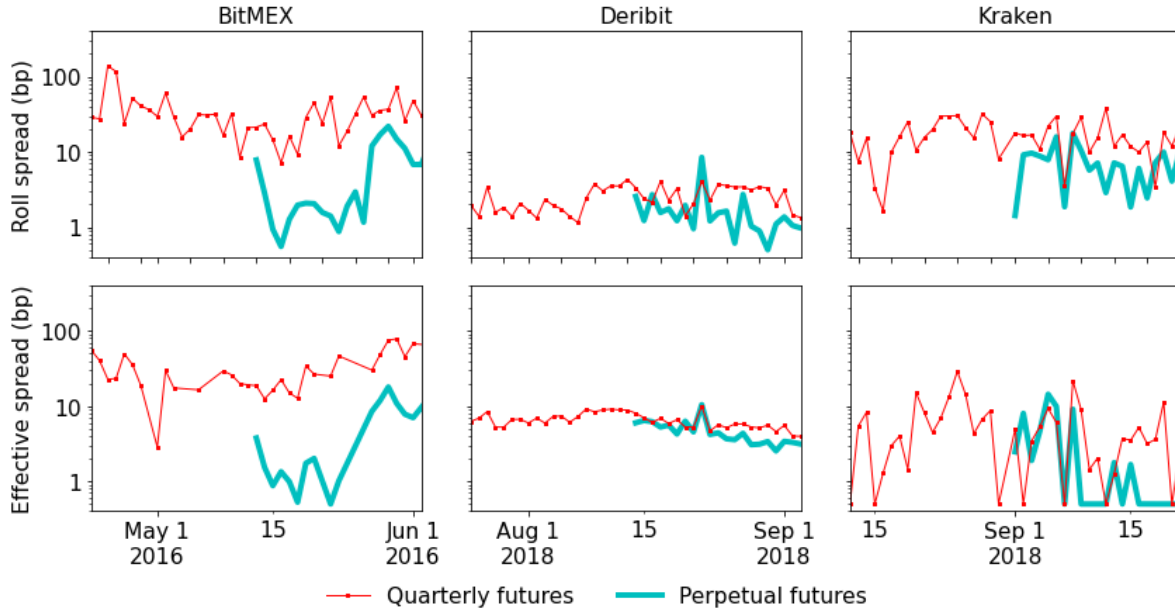 BitMEX
Deribit
Kraken
Roll spread (bp)
100
10
1
Effective spread (bp)
100
10
1
May 1
2016
15
Jun 1
2016
Aug 1
2018
15
Sep 1
2018
15
Sep 1
2018
15
Quarterly futures
Perpetual futures